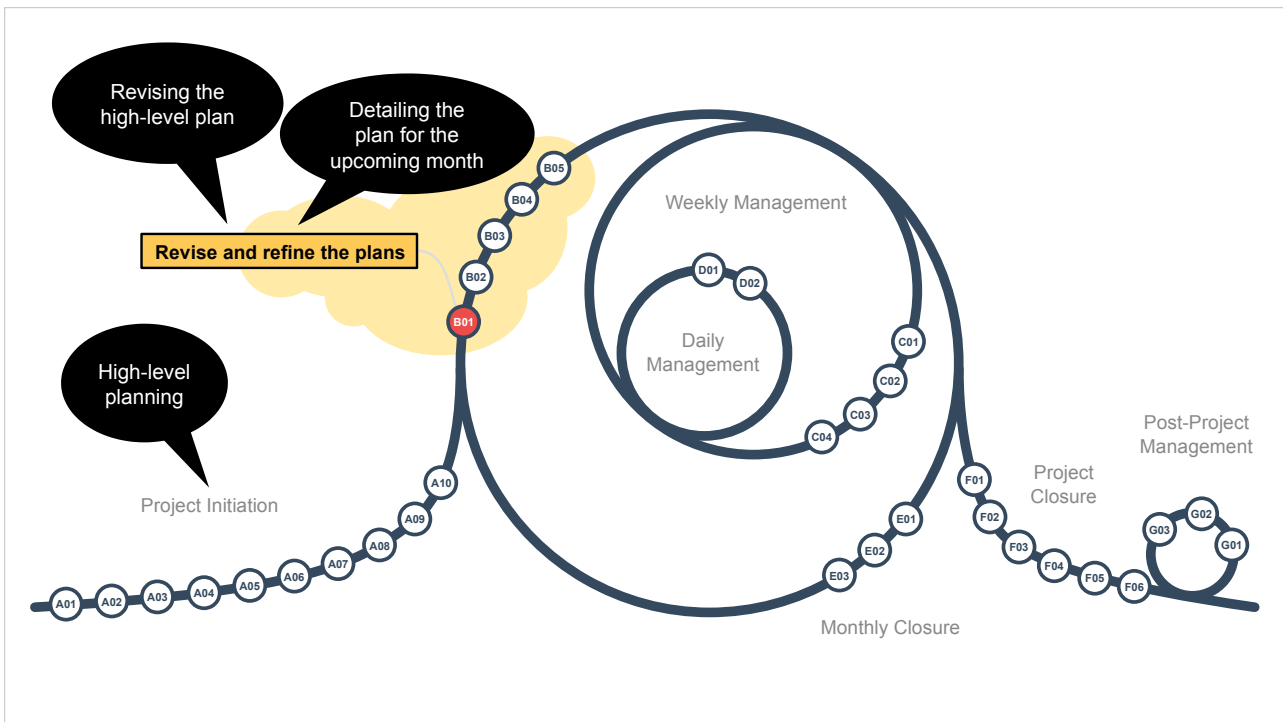 Revising the
high-level plan
Detailing the
plan for the
upcoming month
Revise and refine the plans
B05
B04
B03
B02
B01
High-level
planning
Project Initiation
A01
A02
A03
A04
A05
A06
A07
A08
A09
A10
Weekly Management
D01
D02
Daily
Management
C01
C02
C03
C04
E01
E02
E03
Monthly Closure
Project
Closure
F01
F02
F03
F04
F05
F06
Post-Project
Management
G03
G02
G01